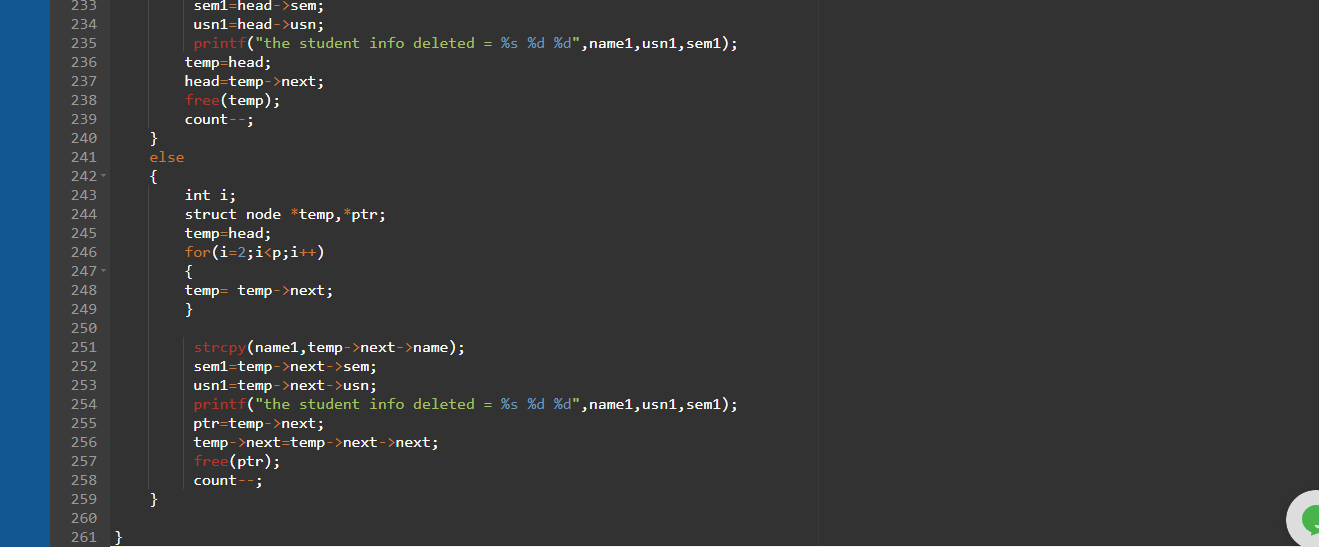 233 sem1=head->sem;
234 usn1=head->usn;
235 printf("the student info deleted = %s %d %d",name1,usn1,sem1);
236 temp=head;
237 head=temp->next;
238 free(temp);
239 count--;
240 }
241 else
242 {
243 int i;
244 struct node *temp,*ptr;
245 temp=head;
246 for(i=2;i<p;i++)
247 {
248 temp= temp->next;
249 }
250
251 strcpy(name1,temp->next->name);
252 sem1=temp->next->sem;
253 usn1=temp->next->usn;
254 printf("the student info deleted = %s %d %d",name1,usn1,sem1);
255 ptr=temp->next;
256 temp->next=temp->next->next;
257 free(ptr);
258 count--;
259 }
260
261 }